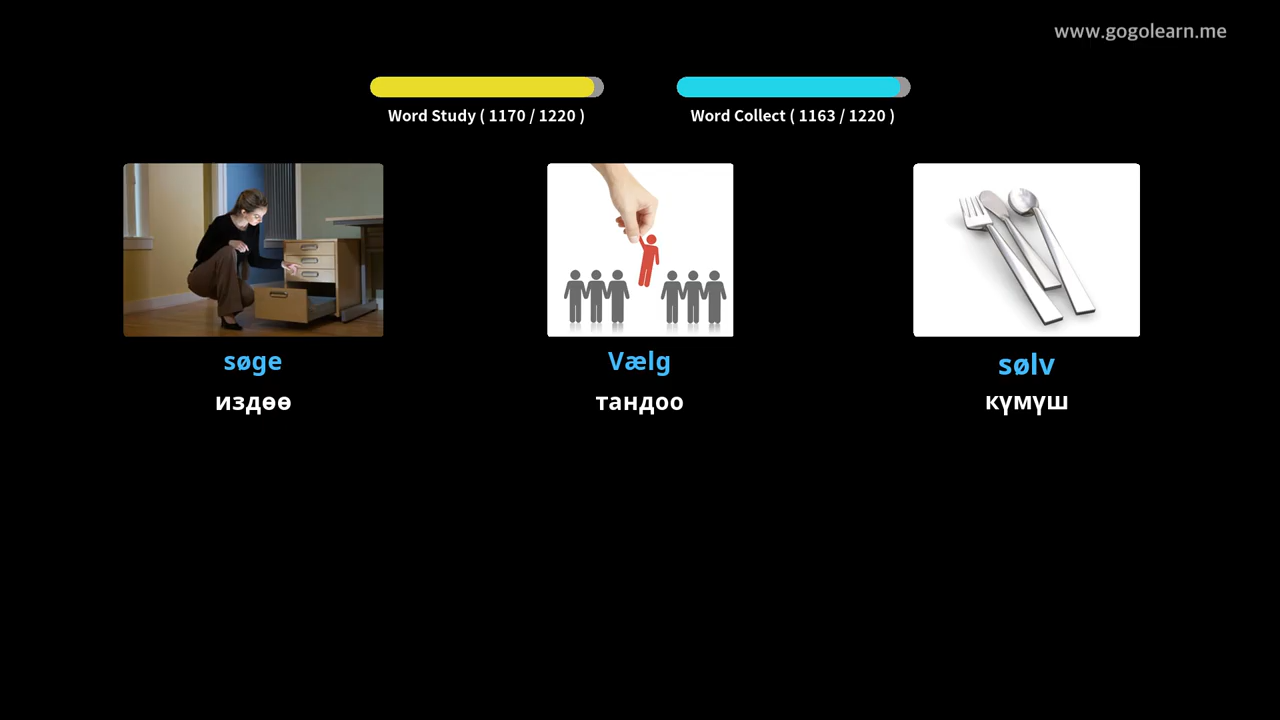 www.gogolearn.me
Word Study ( 1170 / 1220 )
Word Collect ( 1163 / 1220 )
søge
Vælg
sølv
издөө
тандоо
күмүш